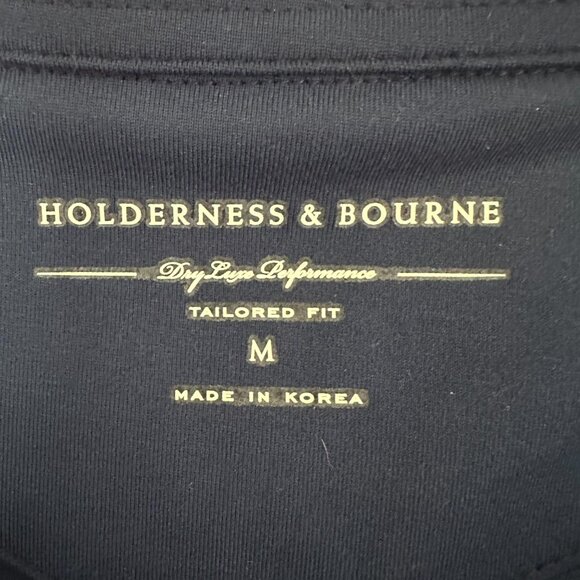 HOLDERNESS & BOURNE
Dry Luxe Performance
TAILORED FIT
M
MADE IN KOREA